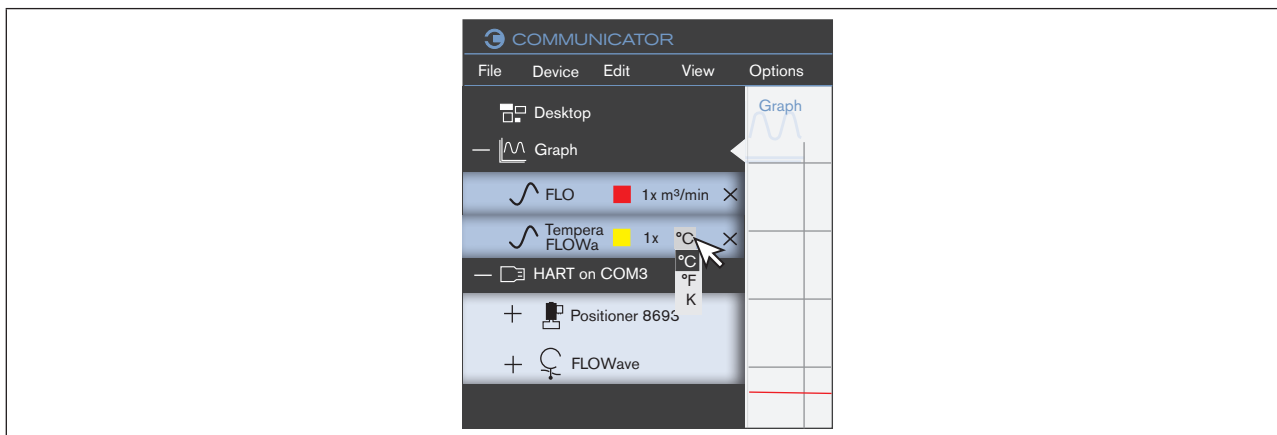 COMMUNICATOR
File Device Edit View Options
Desktop
Graph
Graph
FLO 1x m³/min
Tempera
FLOWa 1x °C
°C
°F
K
HART on COM3
Positioner 8693
FLOWave